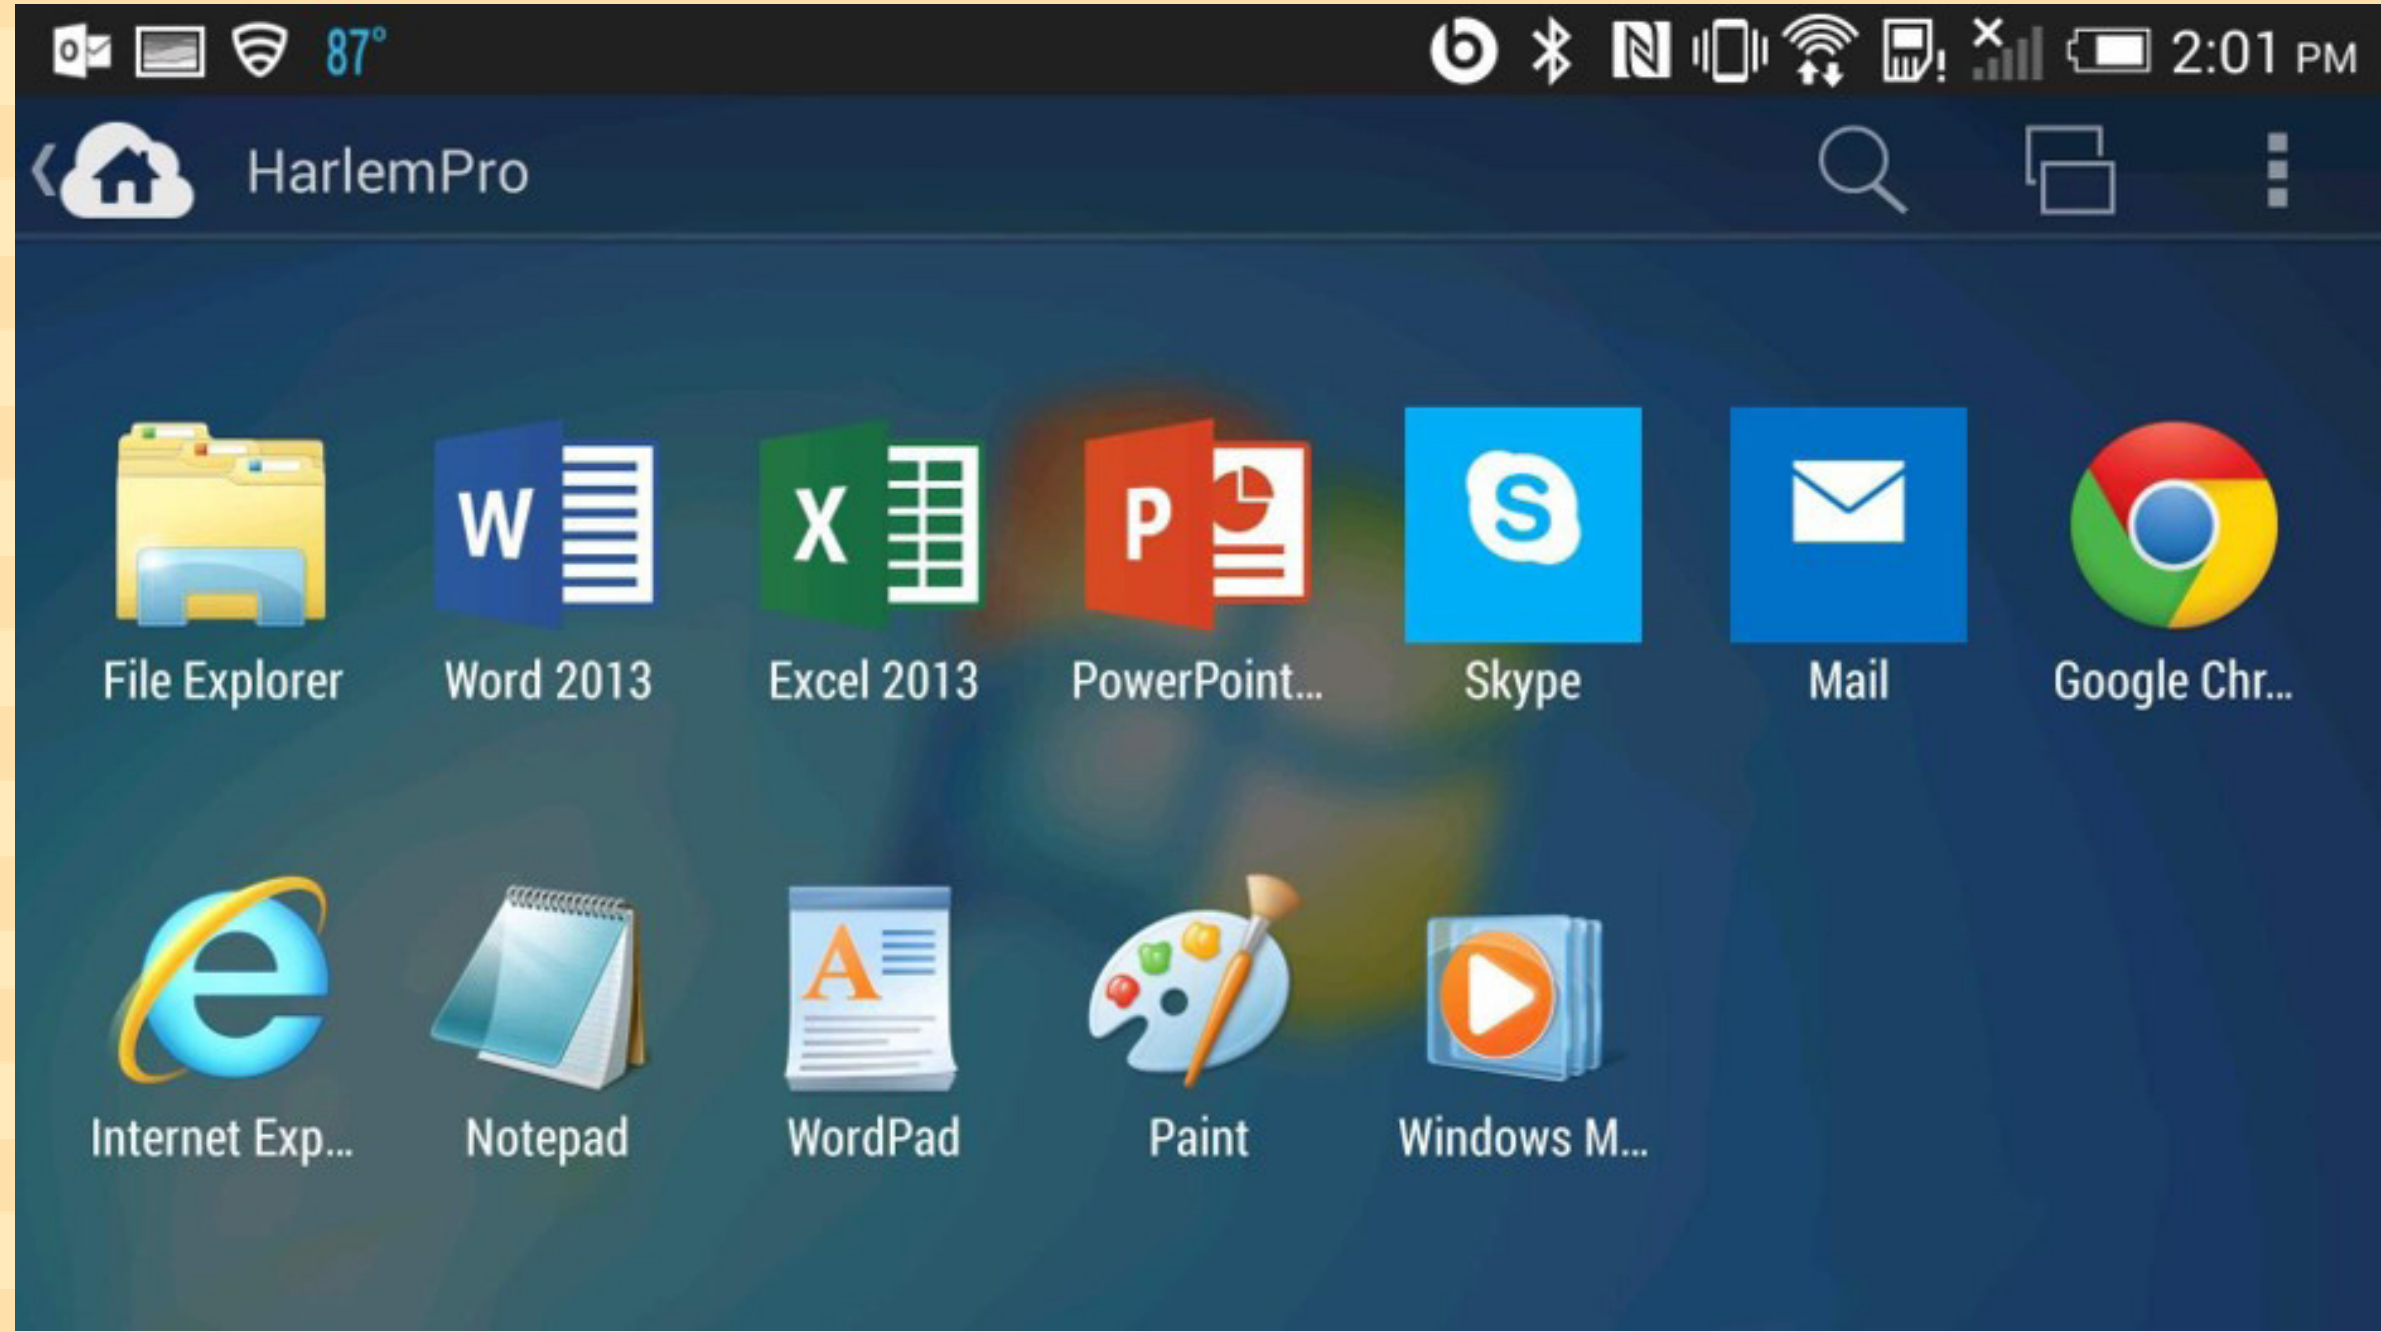 87°
2:01 PM
HarlemPro
File Explorer
Word 2013
Excel 2013
PowerPoint...
Skype
Mail
Google Chr...
Internet Exp...
Notepad
WordPad
Paint
Windows M...